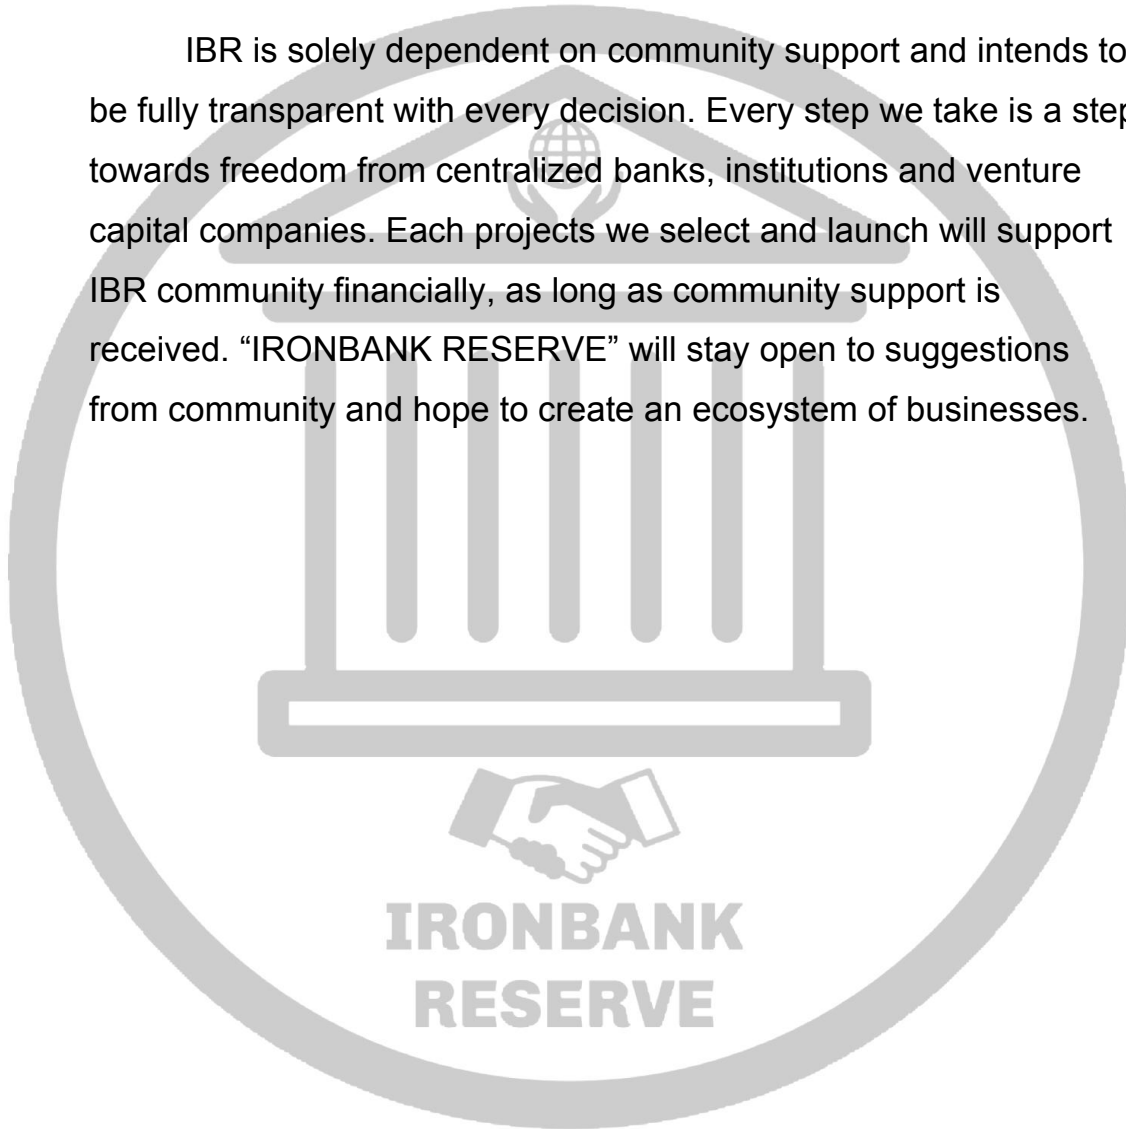 IBR is solely dependent on community support and intends to
be fully transparent with every decision. Every step we take is a step
towards freedom from centralized banks, institutions and venture
capital companies. Each projects we select and launch will support
IBR community financially, as long as community support is
received. “IRONBANK RESERVE” will stay open to suggestions
from community and hope to create an ecosystem of businesses.
IRONBANK
RESERVE